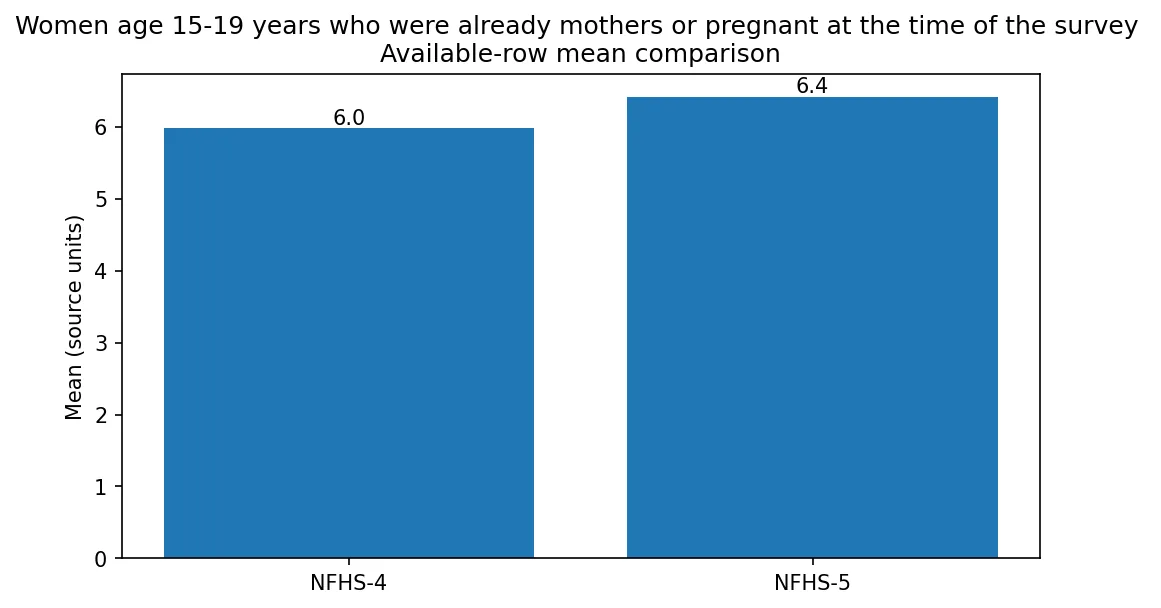 Women age 15-19 years who were already mothers or pregnant at the time of the survey
Available-row mean comparison
6.0
6.4
Mean (source units)
6
5
4
3
2
1
0
NFHS-4
NFHS-5